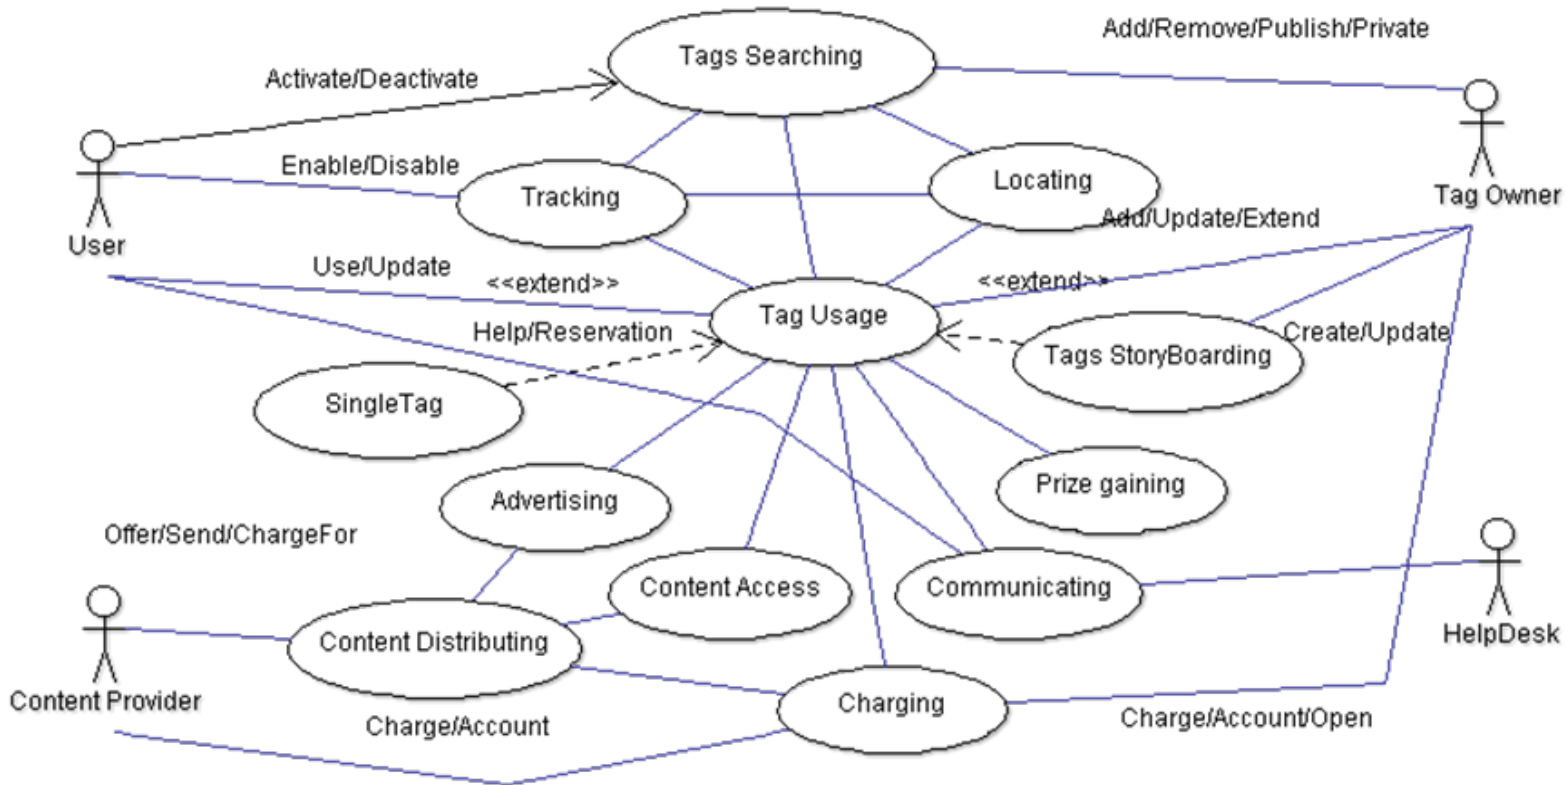 Add/Remove/Publish/Private
Tags Searching
Activate/Deactivate
Enable/Disable
Locating
Tracking
Tag Owner
Add/Update/Extend
User
Use/Update
<<extend>>
<<extend>>
Tag Usage
Help/Reservation
Create/Update
Tags StoryBoarding
SingleTag
Prize gaining
Advertising
Offer/Send/ChargeFor
Content Access
Communicating
HelpDesk
Content Distributing
Content Provider
Charging
Charge/Account
Charge/Account/Open